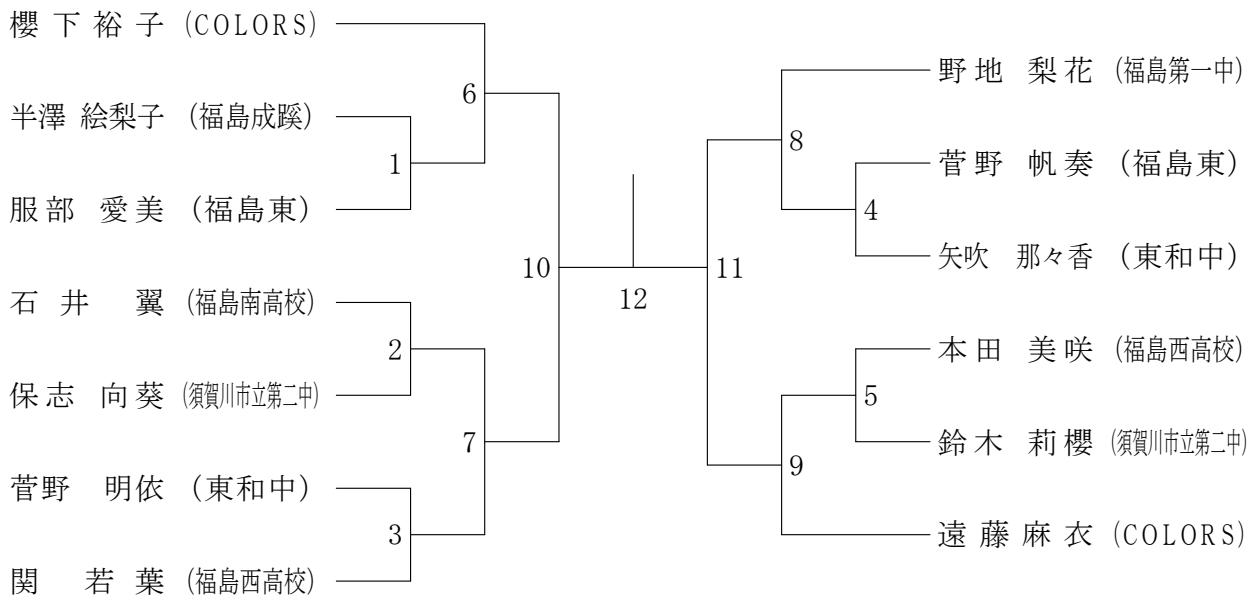 櫻下裕子 (COLORS)
半澤 絵梨子 (福島成蹊)
服部 愛美 (福島東)
石井 翼 (福島南高校)
保志 向葵 (須賀川市立第二中)
菅野 明依 (東和中)
関 若葉 (福島西高校)
1
2
3
6
7
10
12
11
8
9
4
5
野地 梨花 (福島第一中)
菅野 帆奏 (福島東)
矢吹 那々香 (東和中)
本田 美咲 (福島西高校)
鈴木 莉櫻 (須賀川市立第二中)
遠藤麻衣 (COLORS)